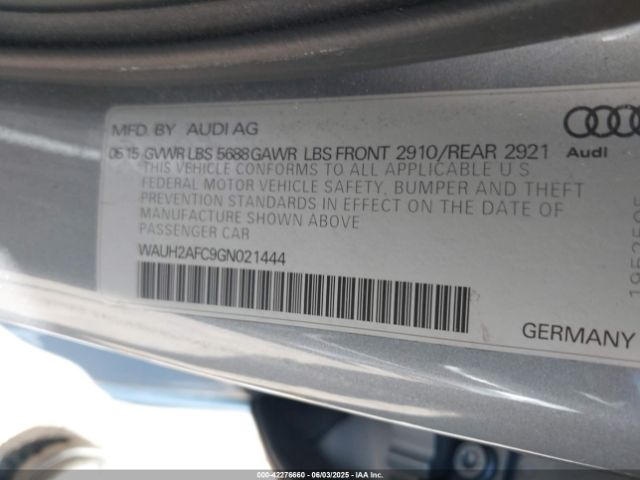 MFD. BY AUDI AG
Audi
06 15 GVWR LBS 5688 GAWR LBS FRONT 2910/REAR 2921
THIS VEHICLE CONFORMS TO ALL APPLICABLE U S
FEDERAL MOTOR VEHICLE SAFETY, BUMPER AND THEFT
PREVENTION STANDARDS IN EFFECT ON THE DATE OF
MANUFACTURE SHOWN ABOVE
PASSENGER CAR
WAUH2AFC9GN021444
GERMANY
000-42276660 - 06/03/2025 - IAA Inc.